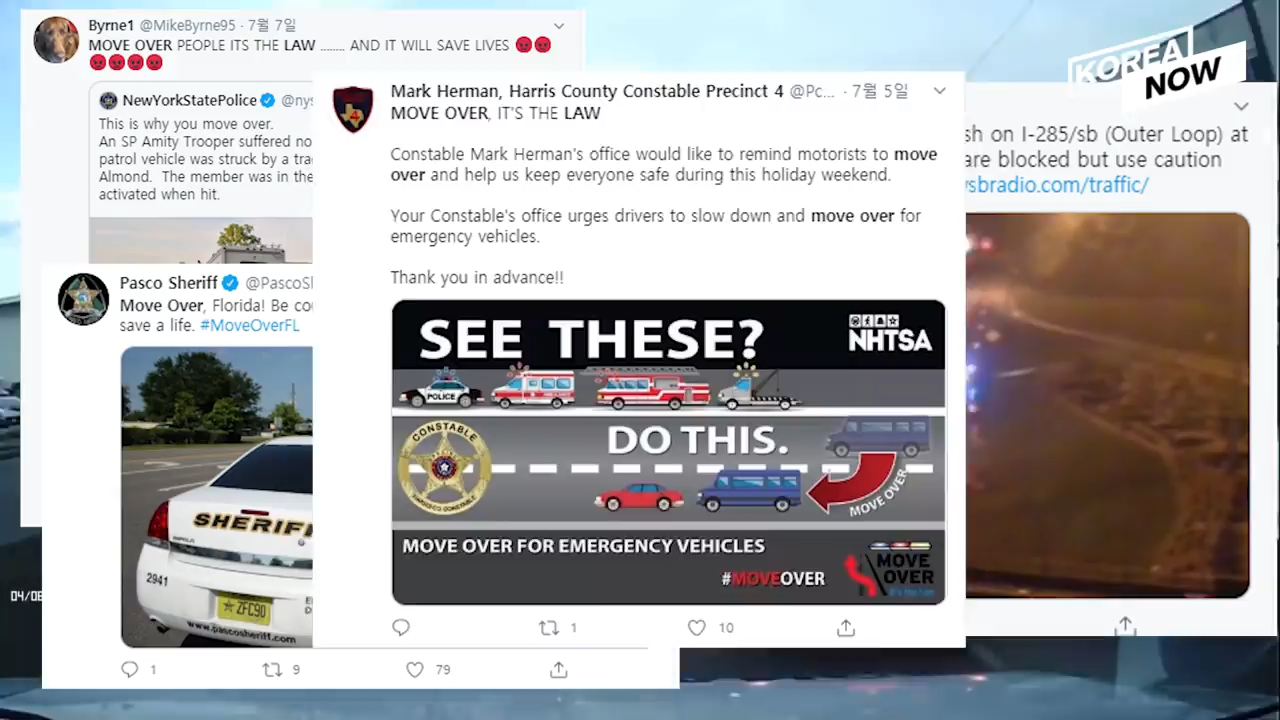 Byrne1 @MikeByrne95 · 7월 7일
MOVE OVER PEOPLE ITS THE LAW ........ AND IT WILL SAVE LIVES
NewYorkStatePolice @nys
This is why you move over.
An SP Amity Trooper suffered no
patrol vehicle was struck by a tra
Almond. The member was in the
activated when hit.
Pasco Sheriff @PascoS
Move Over, Florida! Be co
save a life. #MoveOverFL
SHERIF
2941
ZFC90
www.pascosheriff.com
1 9 79
04/08
Mark Herman, Harris County Constable Precinct 4 @Pc... · 7월 5일
MOVE OVER, IT'S THE LAW
Constable Mark Herman's office would like to remind motorists to move
over and help us keep everyone safe during this holiday weekend.
Your Constable's office urges drivers to slow down and move over for
emergency vehicles.
Thank you in advance!!
SEE THESE?
NHTSA
POLICE
CONSTABLE
DO THIS.
MOVE OVER
MOVE OVER FOR EMERGENCY VEHICLES
#MOVEOVER
MOVE
OVER
It's the law
1 10
KOREA
NOW
sh on I-285/sb (Outer Loop) at
are blocked but use caution
sbradio.com/traffic/